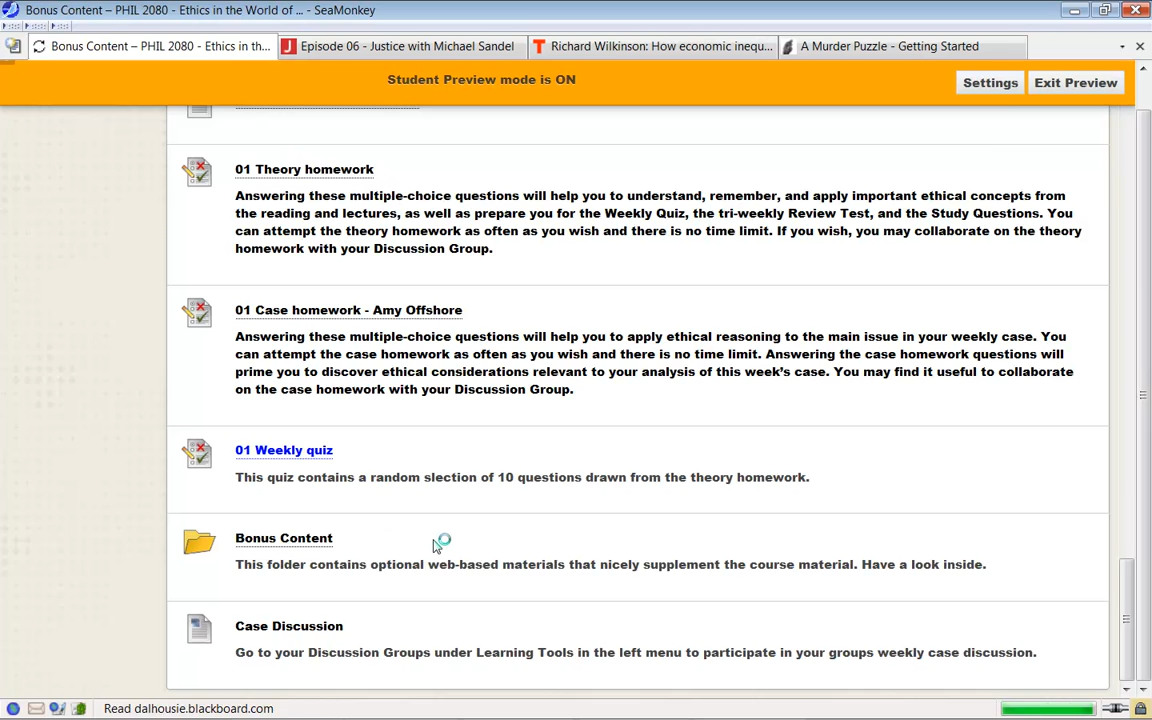 Bonus Content – PHIL 2080 - Ethics in the World of ... - SeaMonkey
Bonus Content – PHIL 2080 - Ethics in th...
Episode 06 - Justice with Michael Sandel
Richard Wilkinson: How economic inequ...
A Murder Puzzle - Getting Started
Student Preview mode is ON
Settings
Exit Preview
01 Theory homework
Answering these multiple-choice questions will help you to understand, remember, and apply important ethical concepts from
the reading and lectures, as well as prepare you for the Weekly Quiz, the tri-weekly Review Test, and the Study Questions. You
can attempt the theory homework as often as you wish and there is no time limit. If you wish, you may collaborate on the theory
homework with your Discussion Group.
01 Case homework - Amy Offshore
Answering these multiple-choice questions will help you to apply ethical reasoning to the main issue in your weekly case. You
can attempt the case homework as often as you wish and there is no time limit. Answering the case homework questions will
prime you to discover ethical considerations relevant to your analysis of this week's case. You may find it useful to collaborate
on the case homework with your Discussion Group.
01 Weekly quiz
This quiz contains a random slection of 10 questions drawn from the theory homework.
Bonus Content
This folder contains optional web-based materials that nicely supplement the course material. Have a look inside.
Case Discussion
Go to your Discussion Groups under Learning Tools in the left menu to participate in your groups weekly case discussion.
Read dalhousie.blackboard.com